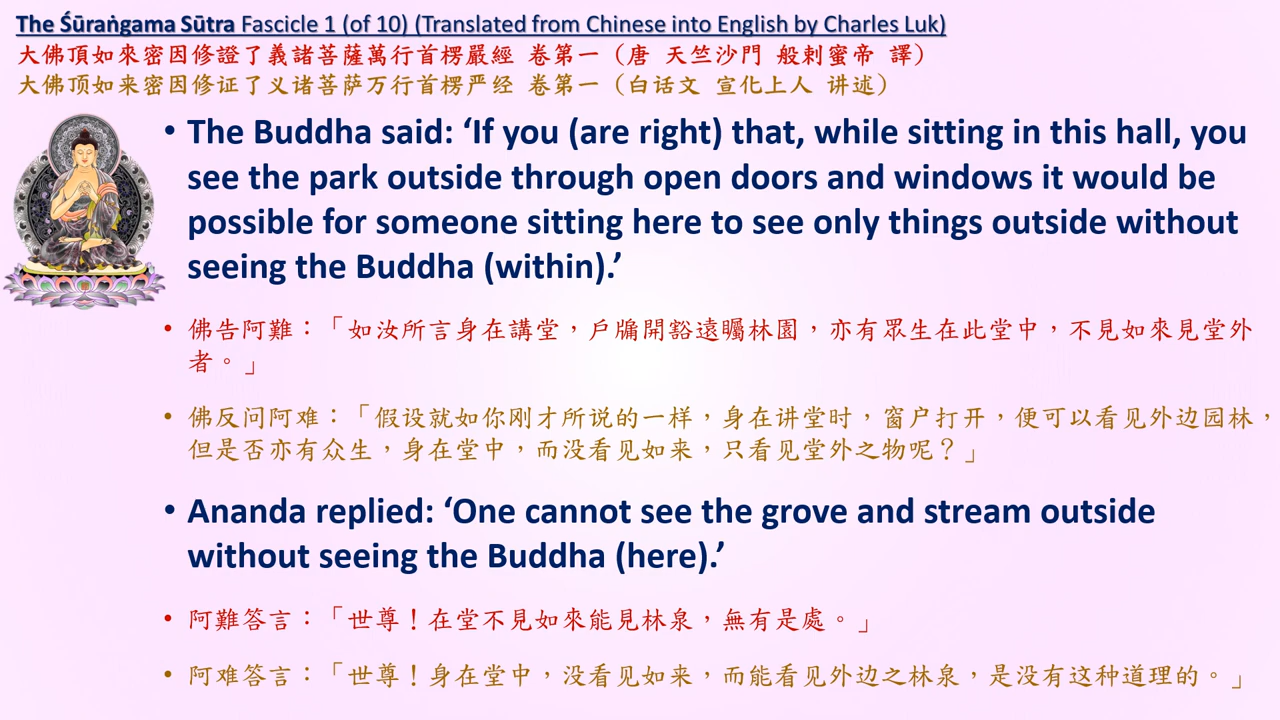 The Śūraṅgama Sūtra Fascicle 1 (of 10) (Translated from Chinese into English by Charles Luk)
大佛頂如來密因修證了義諸菩薩萬行首楞嚴經 卷第一（唐 天竺沙門 般剌蜜帝 譯）
大佛顶如来密因修证了义诸菩萨万行首楞严经 卷第一（白话文 宣化上人 讲述）
• The Buddha said: ‘If you (are right) that, while sitting in this hall, you
see the park outside through open doors and windows it would be
possible for someone sitting here to see only things outside without
seeing the Buddha (within).’
• 佛告阿難：「如汝所言身在講堂，戶牖開豁遠矚林園，亦有眾生在此堂中，不見如來見堂外
者。」
• 佛反问阿难：「假设就如你刚才所说的一样，身在讲堂时，窗户打开，便可以看见外边园林，
但是否亦有众生，身在堂中，而没看见如来，只看见堂外之物呢？」
• Ananda replied: ‘One cannot see the grove and stream outside
without seeing the Buddha (here).’
• 阿難答言：「世尊！在堂不見如來能見林泉，無有是處。」
• 阿难答言：「世尊！身在堂中，没看见如来，而能看见外边之林泉，是没有这种道理的。」